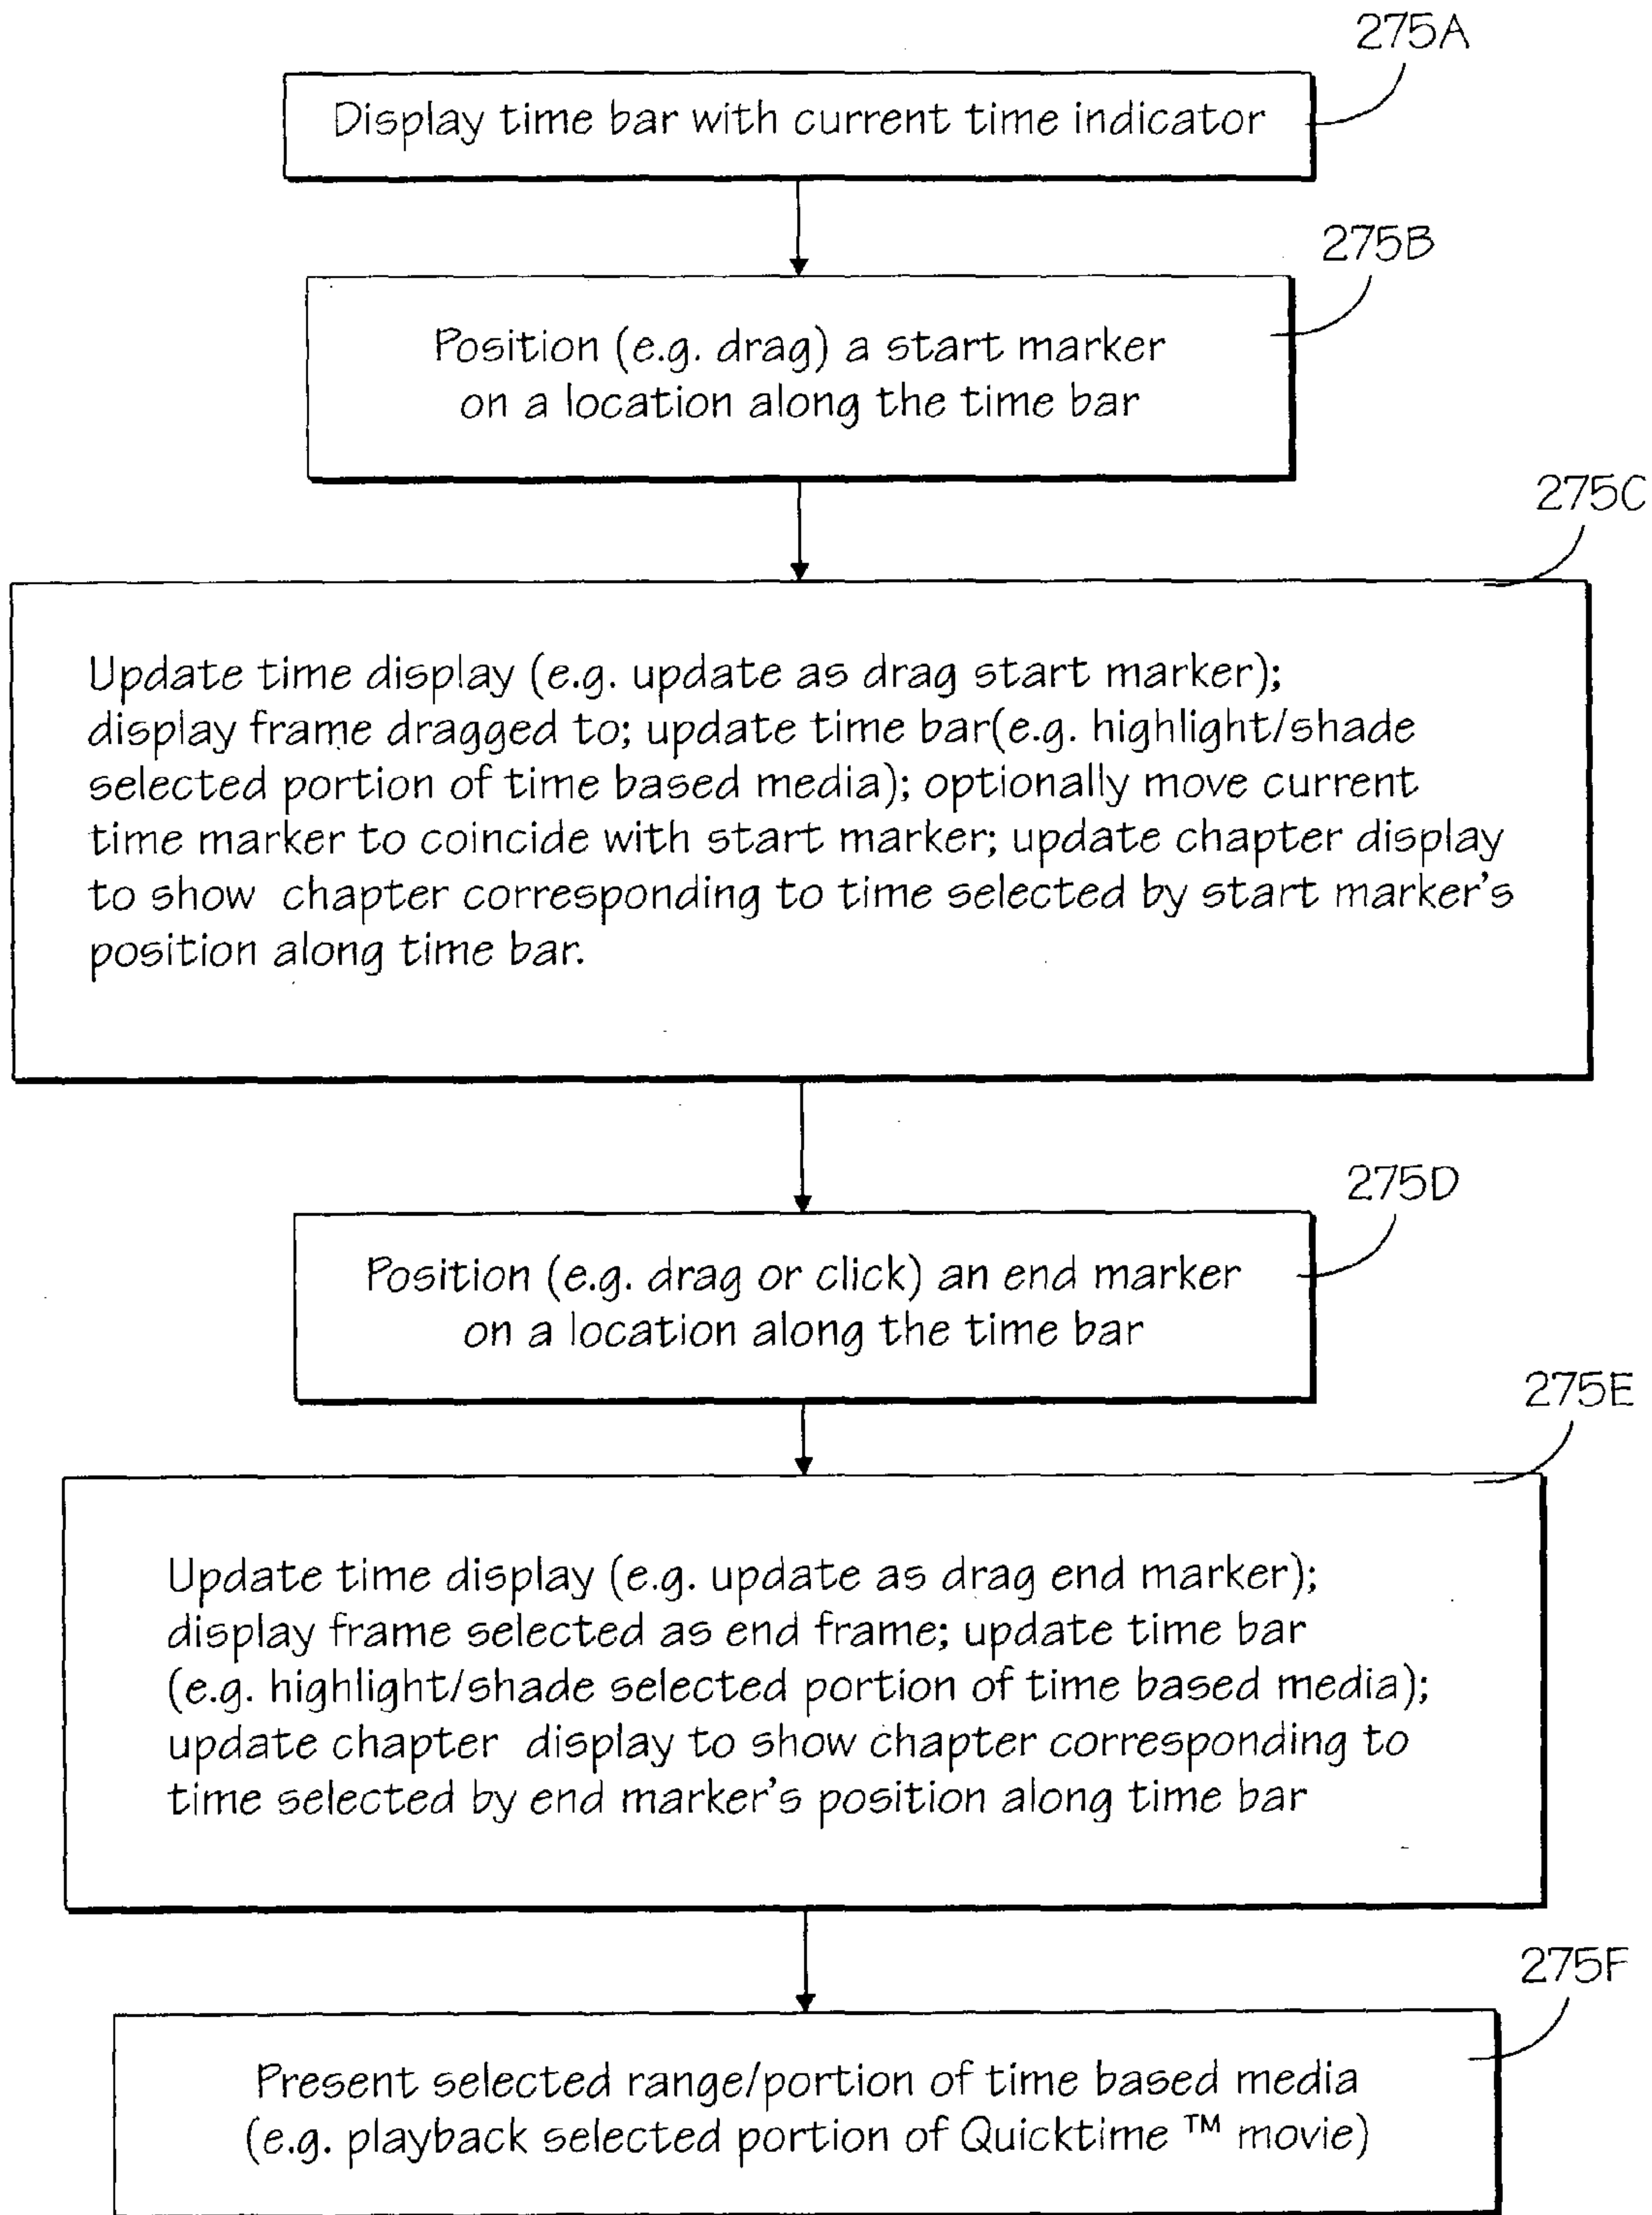 275A
Display time bar with current time indicator
275B
Position (e.g. drag) a start marker
on a location along the time bar
275C
Update time display (e.g. update as drag start marker);
display frame dragged to; update time bar(e.g. highlight/shade
selected portion of time based media); optionally move current
time marker to coincide with start marker; update chapter display
to show chapter corresponding to time selected by start marker's
position along time bar.
275D
Position (e.g. drag or click) an end marker
on a location along the time bar
275E
Update time display (e.g. update as drag end marker);
display frame selected as end frame; update time bar
(e.g. highlight/shade selected portion of time based media);
update chapter display to show chapter corresponding to
time selected by end marker's position along time bar
275F
Present selected range/portion of time based media
(e.g. playback selected portion of Quicktime ™ movie)